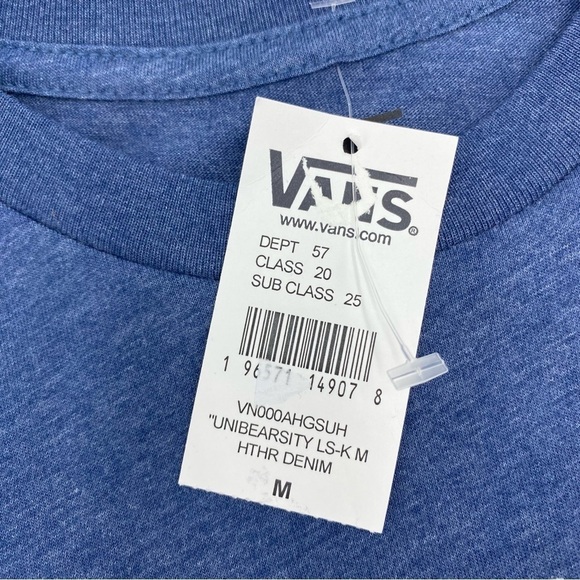 VANS®
www.vans.com
DEPT 57
CLASS 20
SUB CLASS 25
1 96571 14907 8
VN000AHGSUH
"UNIBEARSITY LS-K M
HTHR DENIM
M